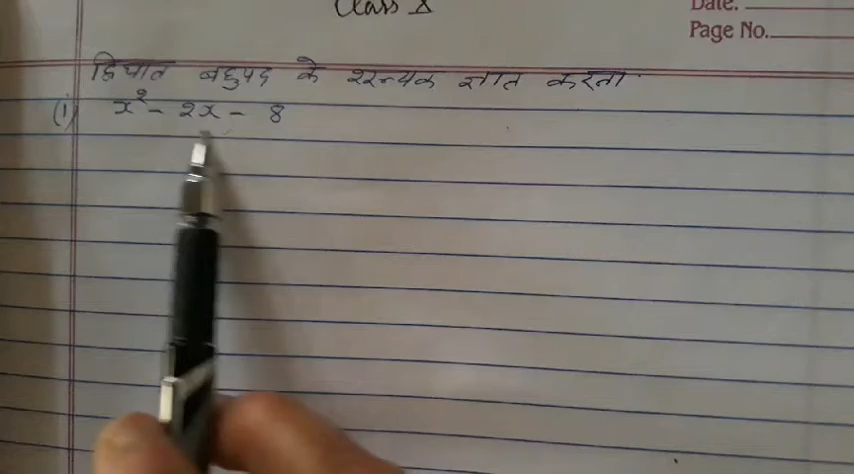 Class X
Date.
Page No.
द्विघात बहुपद के शून्यक ज्ञात करना
(i) x² - 2x - 8